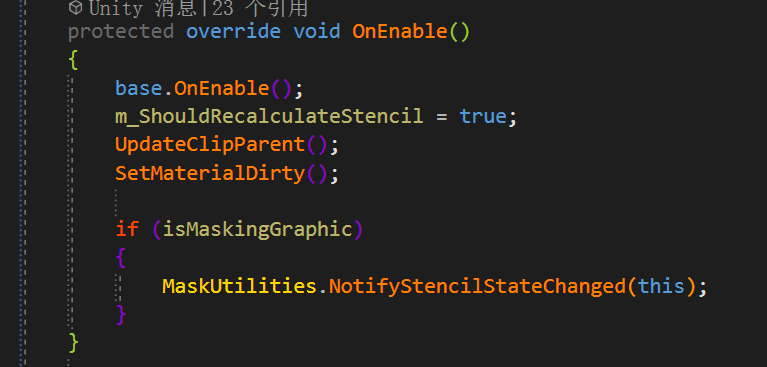 Unity 消息|23 个引用
protected override void OnEnable()
{
base.OnEnable();
m_ShouldRecalculateStencil = true;
UpdateClipParent();
SetMaterialDirty();
if (isMaskingGraphic)
{
MaskUtilities.NotifyStencilStateChanged(this);
}
}